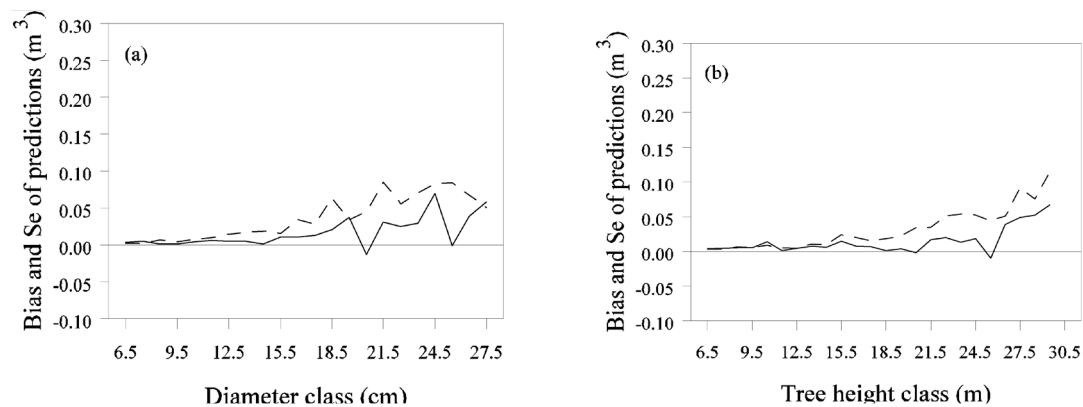 Bias and Se of predictions (m³)
(a)
0.30
0.25
0.20
0.15
0.10
0.05
0.00
-0.05
-0.10
6.5 9.5 12.5 15.5 18.5 21.5 24.5 27.5
Diameter class (cm)
Bias and Se of predictions (m³)
(b)
0.30
0.25
0.20
0.15
0.10
0.05
0.00
-0.05
-0.10
6.5 9.5 12.5 15.5 18.5 21.5 24.5 27.5 30.5
Tree height class (m)